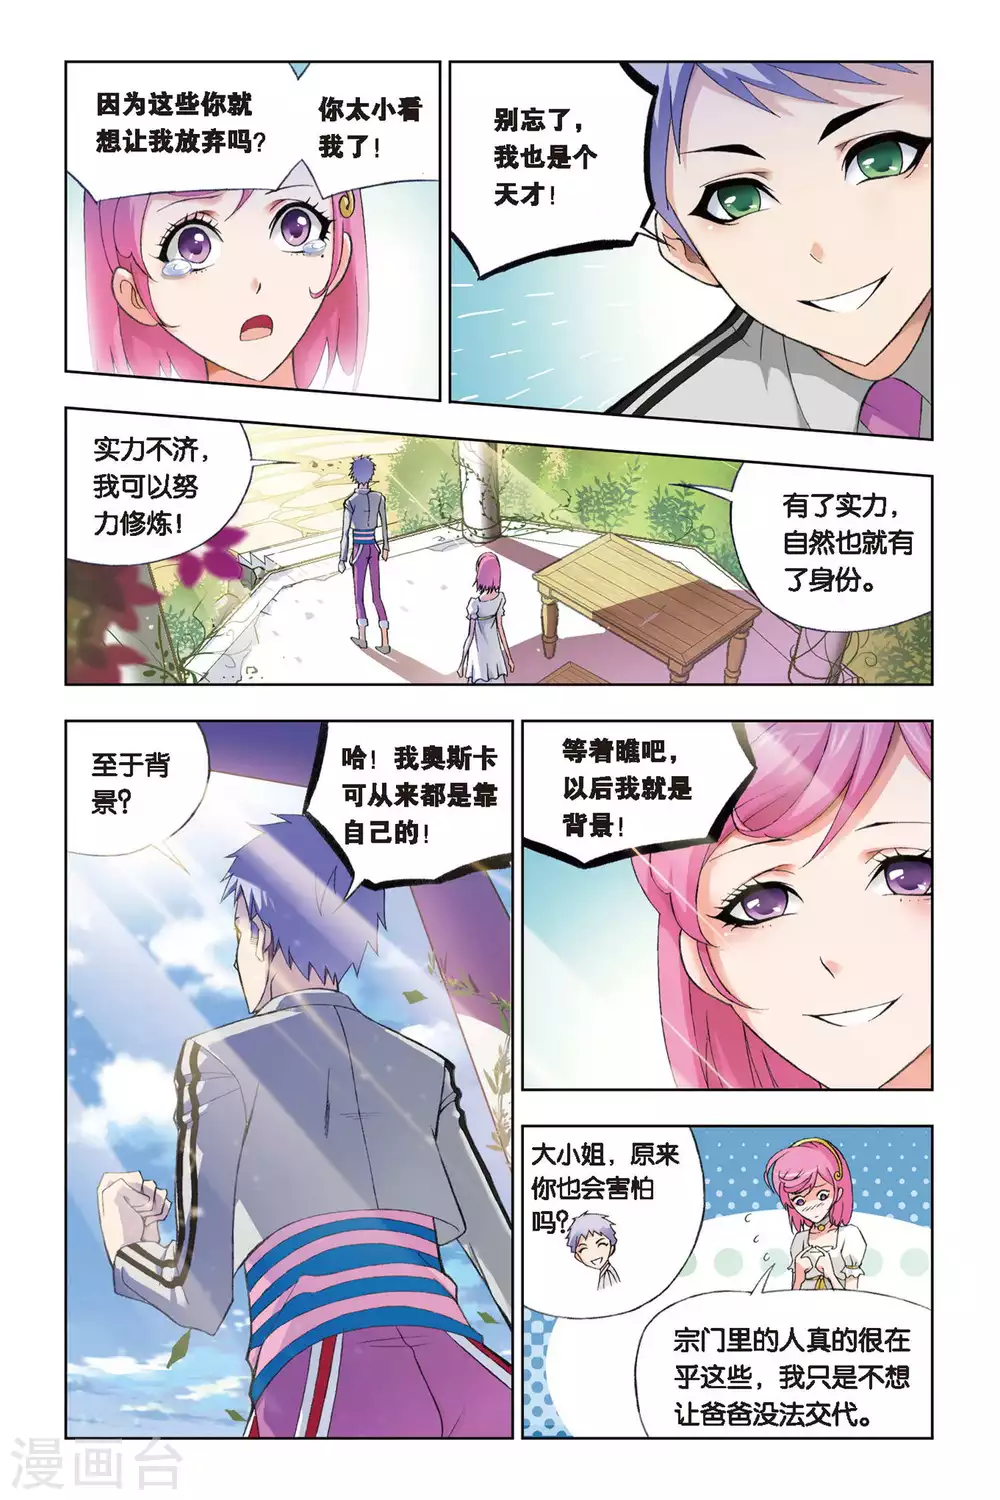 因为这些你就
想让我放弃吗？
你太小看
我了！
别忘了，
我也是个
天才！
实力不济，
我可以努
力修炼！
有了实力，
自然也就有
了身份。
至于背
景？
哈！我奥斯卡
可从来都是靠
自己的！
等着瞧吧，
以后我就是
背景！
大小姐，原来
你也会害怕
吗？
宗门里的人真的很在
乎这些，我只是不想
让爸爸没法交代。
漫画台